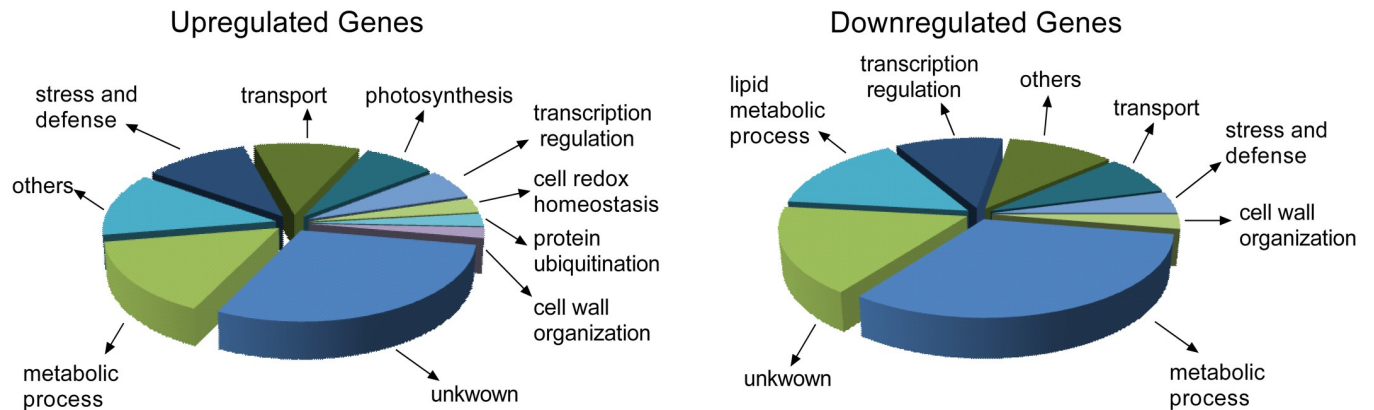 Upregulated Genes
stress and
defense
transport
photosynthesis
transcription
regulation
others
cell redox
homeostasis
protein
ubiquitination
cell wall
organization
metabolic
process
unkwown
Downregulated Genes
lipid
metabolic
process
transcription
regulation
others
transport
stress and
defense
cell wall
organization
unkwown
metabolic
process